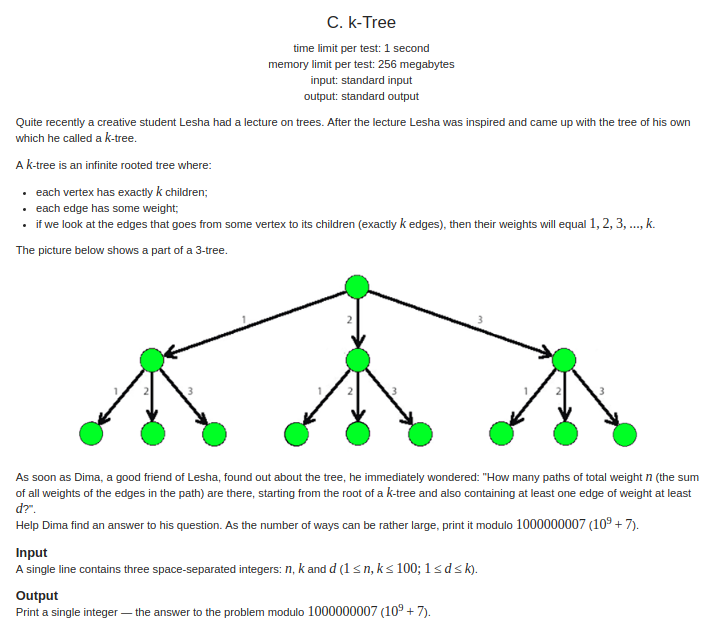 C. k-Tree
time limit per test: 1 second
memory limit per test: 256 megabytes
input: standard input
output: standard output
Quite recently a creative student Lesha had a lecture on trees. After the lecture Lesha was inspired and came up with the tree of his own
which he called a k-tree.
A k-tree is an infinite rooted tree where:
• each vertex has exactly k children;
• each edge has some weight;
• if we look at the edges that goes from some vertex to its children (exactly k edges), then their weights will equal 1, 2, 3, ..., k.
The picture below shows a part of a 3-tree.
1 2 3
1 2 3 1 2 3 1 2 3
As soon as Dima, a good friend of Lesha, found out about the tree, he immediately wondered: "How many paths of total weight n (the sum
of all weights of the edges in the path) are there, starting from the root of a k-tree and also containing at least one edge of weight at least
d?".
Help Dima find an answer to his question. As the number of ways can be rather large, print it modulo 1000000007 (10⁹ + 7).
Input
A single line contains three space-separated integers: n, k and d (1 ≤ n, k ≤ 100; 1 ≤ d ≤ k).
Output
Print a single integer — the answer to the problem modulo 1000000007 (10⁹ + 7).